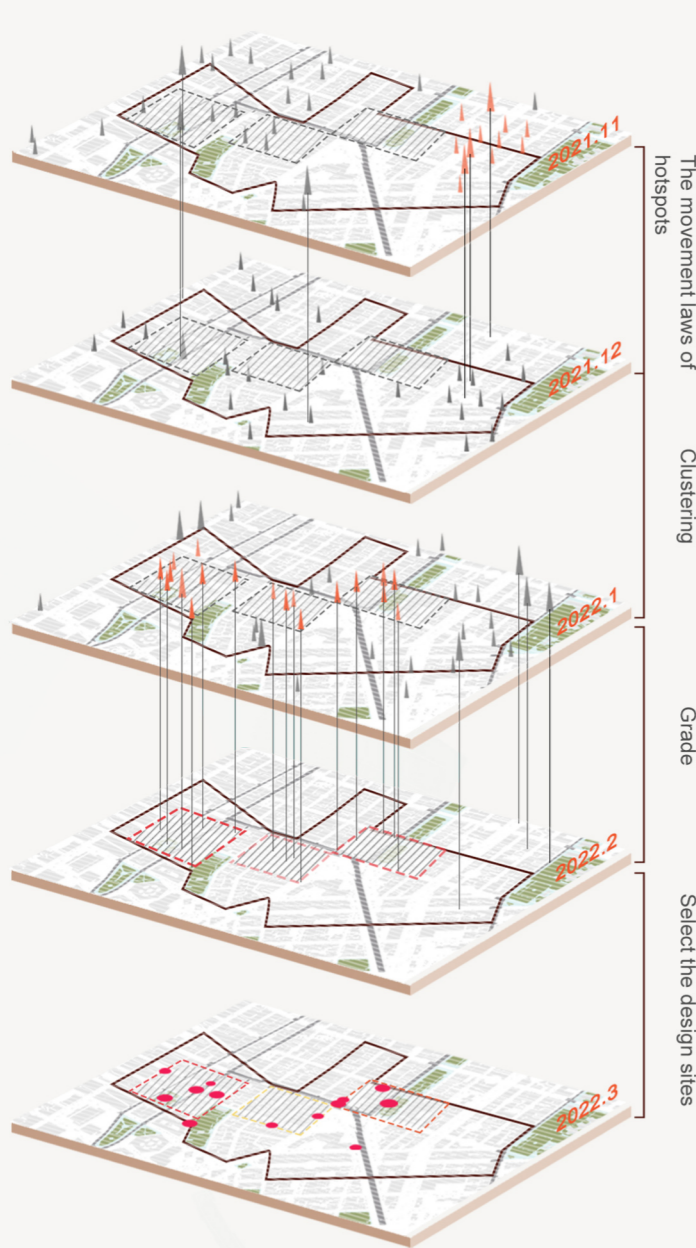 The movement laws of
hotspots
2021.11
2021.12
Clustering
2022.1
Grade
2022.2
Select the design sites
2022.3